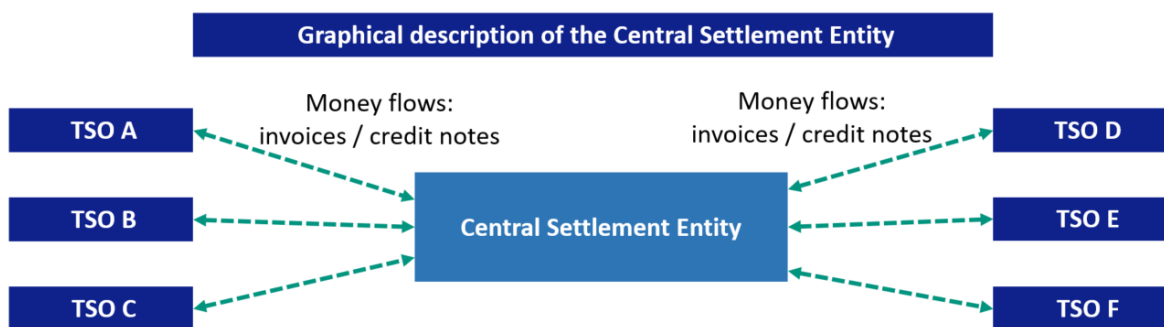 Graphical description of the Central Settlement Entity
Money flows:
invoices / credit notes
Money flows:
invoices / credit notes
TSO A
TSO B
TSO C
Central Settlement Entity
TSO D
TSO E
TSO F